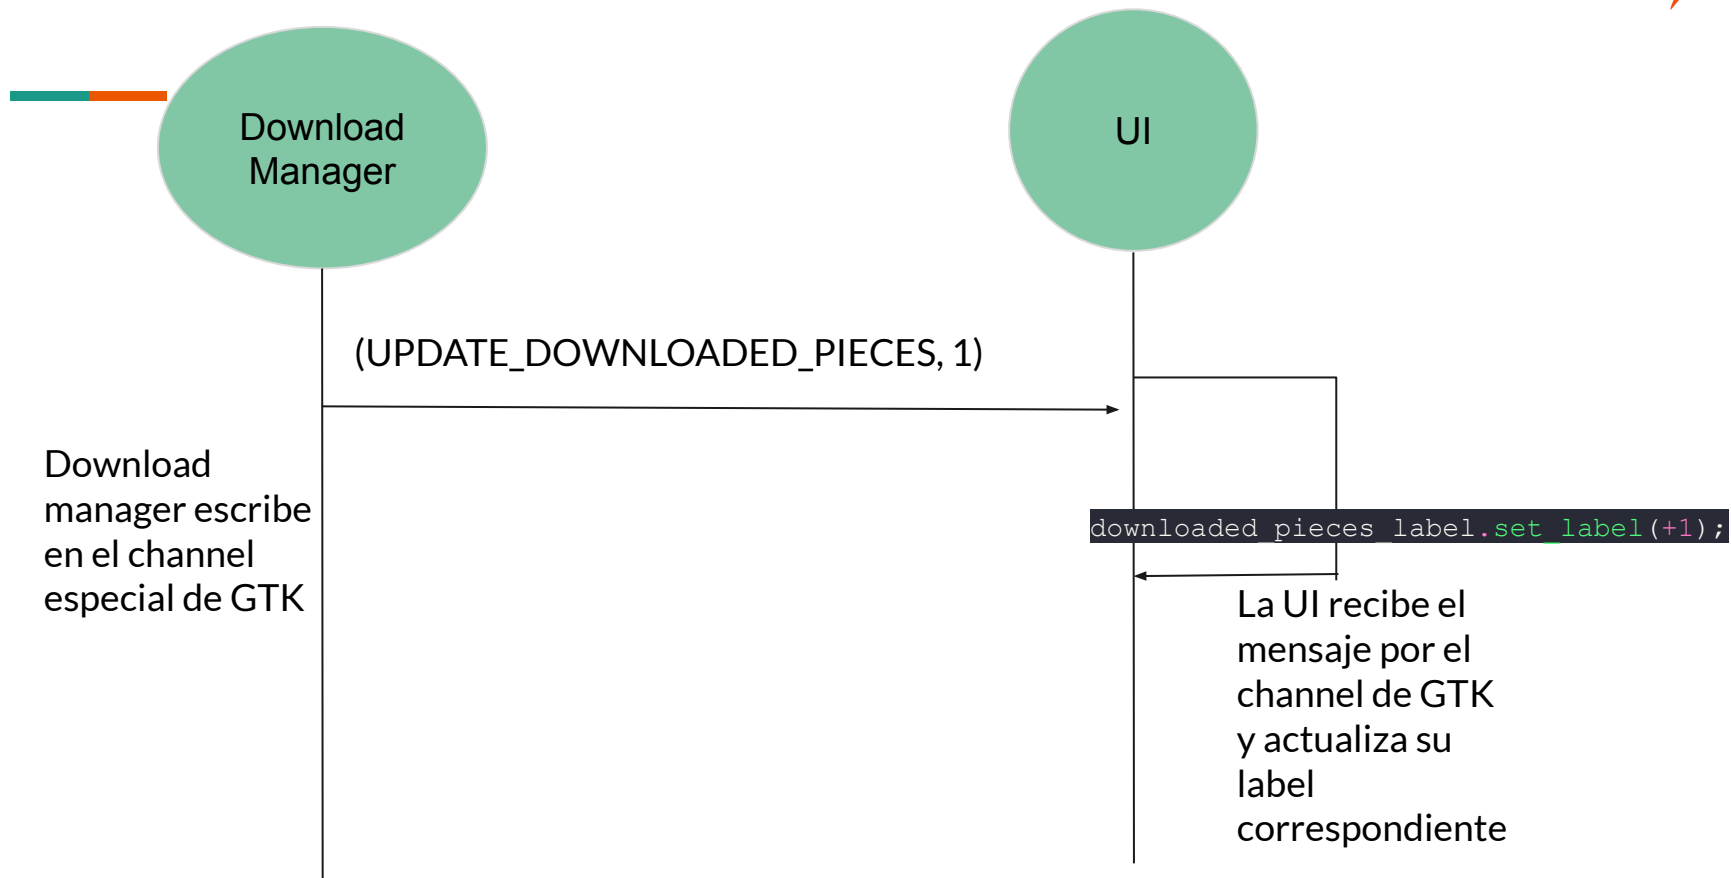 Download
Manager
UI
(UPDATE_DOWNLOADED_PIECES, 1)
Download
manager escribe
en el channel
especial de GTK
downloaded_pieces_label.set_label(+1);
La UI recibe el
mensaje por el
channel de GTK
y actualiza su
label
correspondiente